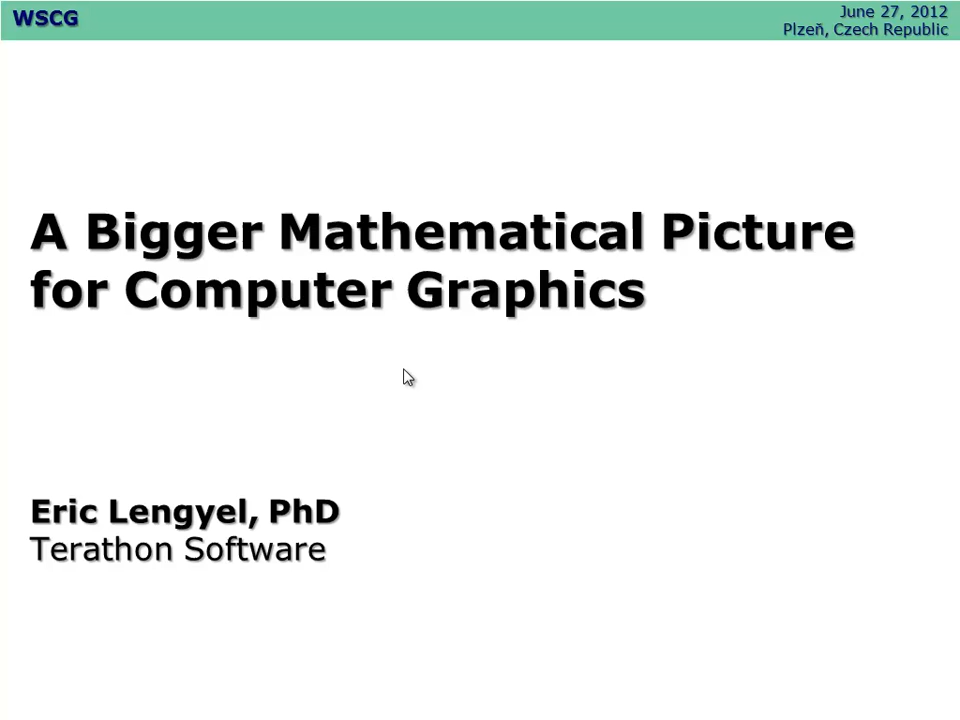 WSCG
June 27, 2012
Plzeň, Czech Republic
A Bigger Mathematical Picture
for Computer Graphics
Eric Lengyel, PhD
Terathon Software